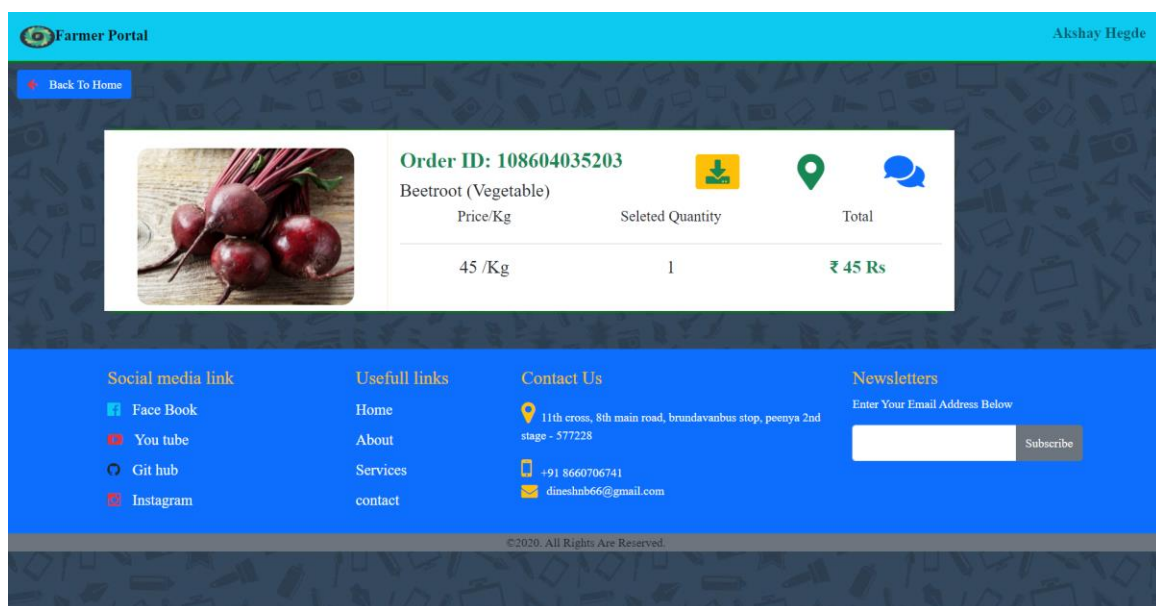 Farmer Portal
Akshay Hegde
Back To Home
Order ID: 108604035203
Beetroot (Vegetable)
Price/Kg Seleted Quantity Total
45 /Kg 1 ₹ 45 Rs
Social media link
Face Book
You tube
Git hub
Instagram
Usefull links
Home
About
Services
contact
Contact Us
11th cross, 8th main road, brundavanbus stop, peenya 2nd
stage - 577228
+91 8660706741
dineshnb66@gmail.com
Newsletters
Enter Your Email Address Below
Subscribe
©2020. All Rights Are Reserved.